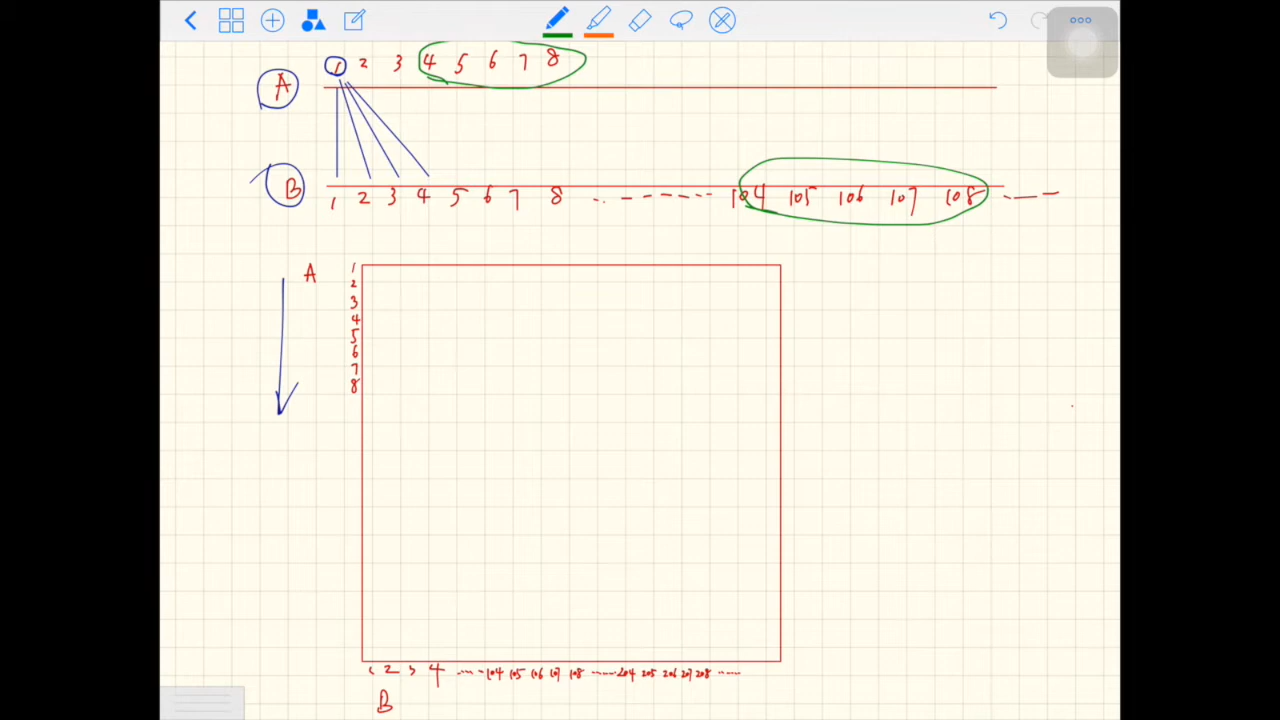 1 2 3 4 5 6 7 8
A
B
1 2 3 4 5 6 7 8 .. - - - - - - - 104 105 106 107 108 . - —
A 1
2
3
4
5
6
7
8
1 2 3 4 ..... 104 105 106 107 108 ...... 204 205 206 207 208 ......
B